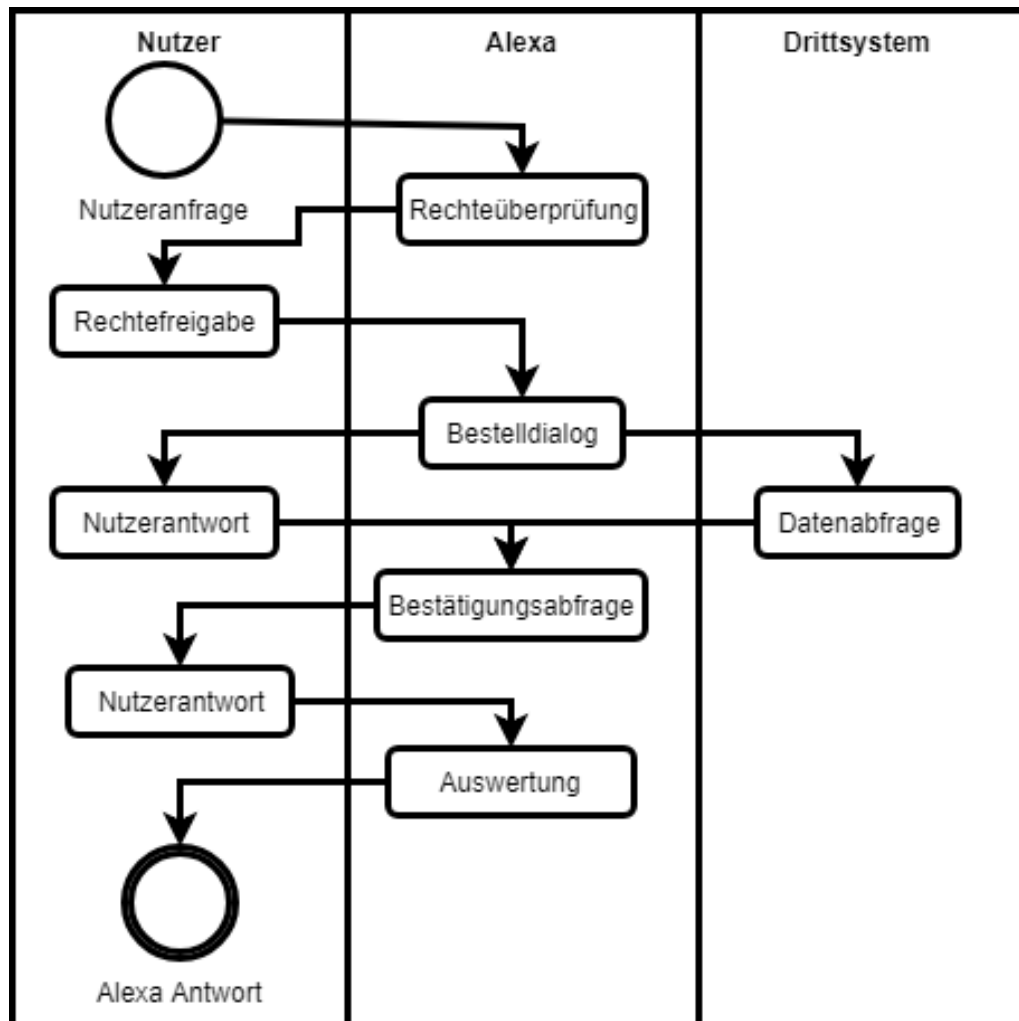 Nutzer
Alexa
Drittsystem
Nutzeranfrage
Rechteüberprüfung
Rechtefreigabe
Bestelldialog
Nutzerantwort
Datenabfrage
Bestätigungsabfrage
Nutzerantwort
Auswertung
Alexa Antwort